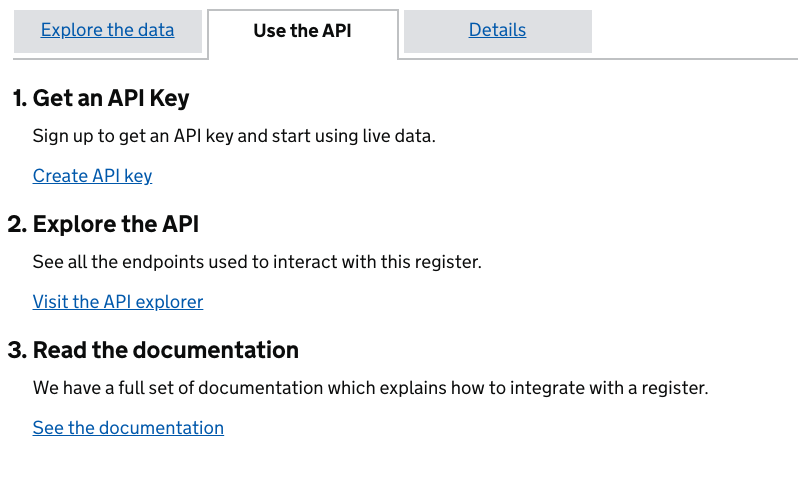 Explore the data
Use the API
Details
1. Get an API Key
Sign up to get an API key and start using live data.
Create API key
2. Explore the API
See all the endpoints used to interact with this register.
Visit the API explorer
3. Read the documentation
We have a full set of documentation which explains how to integrate with a register.
See the documentation